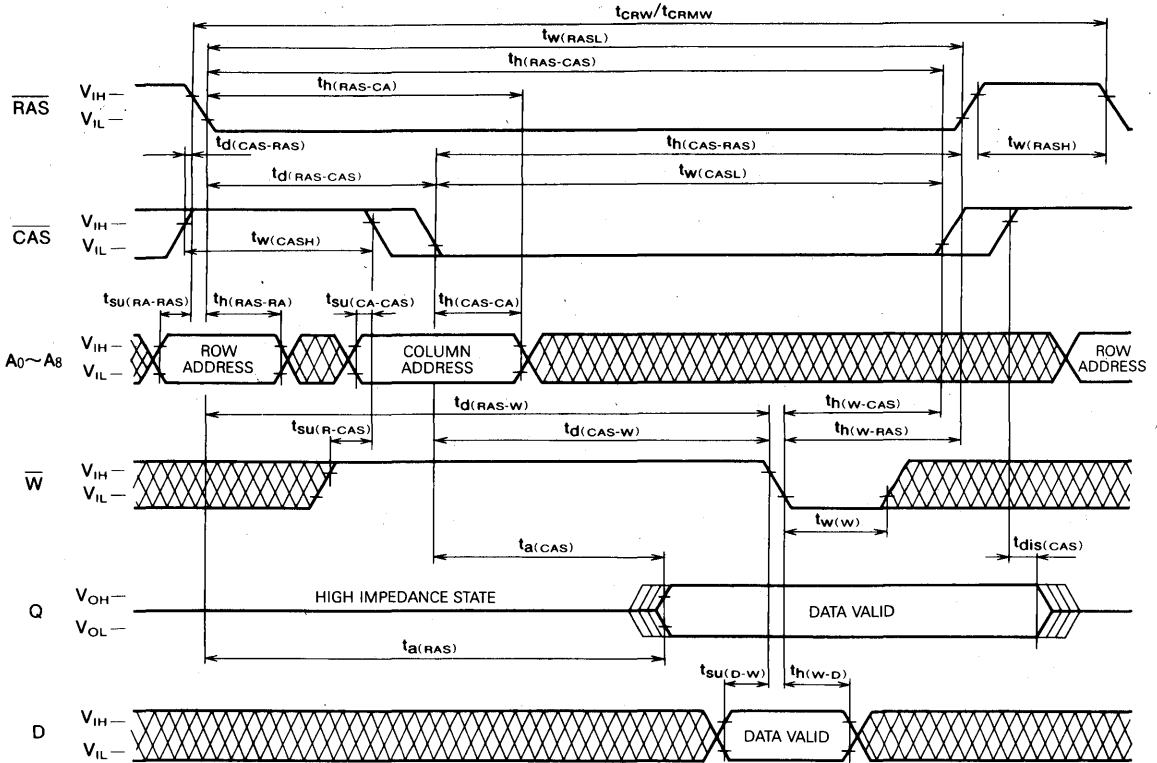 tCRW/tCRMW
tw(RASL)
th(RAS-CAS)
th(RAS-CA)
RAS
VIH
VIL
td(CAS-RAS)
th(CAS-RAS)
tw(RASH)
td(RAS-CAS)
tw(CASL)
CAS
VIH
VIL
tw(CASH)
tsu(RA-RAS)
th(RAS-RA)
tsu(CA-CAS)
th(CAS-CA)
A0~A8
VIH
VIL
ROW
ADDRESS
COLUMN
ADDRESS
ROW
ADDRESS
td(RAS-W)
th(W-CAS)
tsu(R-CAS)
td(CAS-W)
th(W-RAS)
W
VIH
VIL
tw(W)
ta(CAS)
tdis(CAS)
Q
VOH
VOL
HIGH IMPEDANCE STATE
DATA VALID
ta(RAS)
tsu(D-W)
th(W-D)
D
VIH
VIL
DATA VALID